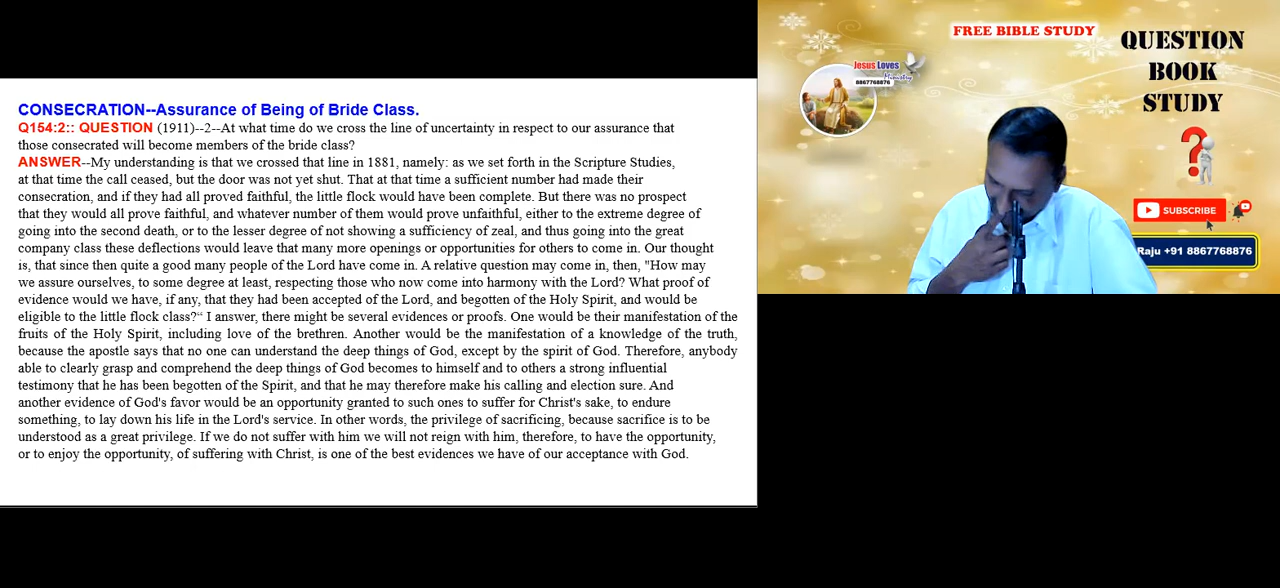 CONSECRATION--Assurance of Being of Bride Class.
Q154:2:: QUESTION (1911)--2--At what time do we cross the line of uncertainty in respect to our assurance that
those consecrated will become members of the bride class?
ANSWER--My understanding is that we crossed that line in 1881, namely: as we set forth in the Scripture Studies,
at that time the call ceased, but the door was not yet shut. That at that time a sufficient number had made their
consecration, and if they had all proved faithful, the little flock would have been complete. But there was no prospect
that they would all prove faithful, and whatever number of them would prove unfaithful, either to the extreme degree of
going into the second death, or to the lesser degree of not showing a sufficiency of zeal, and thus going into the great
company class these deflections would leave that many more openings or opportunities for others to come in. Our thought
is, that since then quite a good many people of the Lord have come in. A relative question may come in, then, "How may
we assure ourselves, to some degree at least, respecting those who now come into harmony with the Lord? What proof of
evidence would we have, if any, that they had been accepted of the Lord, and begotten of the Holy Spirit, and would be
eligible to the little flock class?“ I answer, there might be several evidences or proofs. One would be their manifestation of the
fruits of the Holy Spirit, including love of the brethren. Another would be the manifestation of a knowledge of the truth,
because the apostle says that no one can understand the deep things of God, except by the spirit of God. Therefore, anybody
able to clearly grasp and comprehend the deep things of God becomes to himself and to others a strong influential
testimony that he has been begotten of the Spirit, and that he may therefore make his calling and election sure. And
another evidence of God's favor would be an opportunity granted to such ones to suffer for Christ's sake, to endure
something, to lay down his life in the Lord's service. In other words, the privilege of sacrificing, because sacrifice is to be
understood as a great privilege. If we do not suffer with him we will not reign with him, therefore, to have the opportunity,
or to enjoy the opportunity, of suffering with Christ, is one of the best evidences we have of our acceptance with God.
FREE BIBLE STUDY
Jesus Loves
Ministry
8867768876
QUESTION
BOOK
STUDY
SUBSCRIBE
Raju +91 8867768876